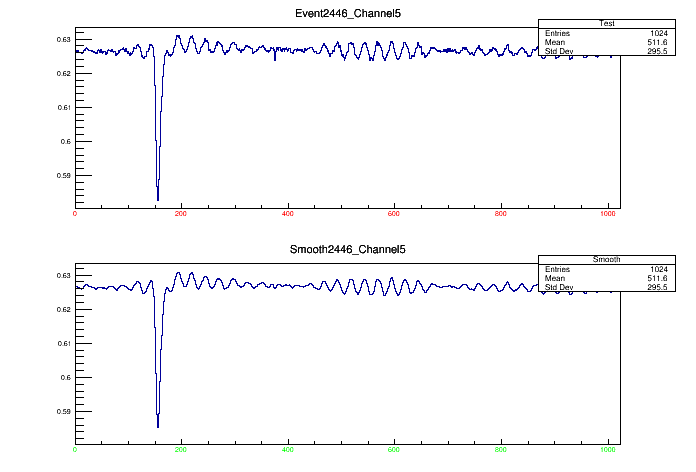 Event2446_Channel5
Test
Entries 1024
Mean 511.6
Std Dev 295.5
0.63
0.62
0.61
0.6
0.59
0 200 400 600 800 1000
Smooth2446_Channel5
Smooth
Entries 1024
Mean 511.6
Std Dev 295.5
0.63
0.62
0.61
0.6
0.59
0 200 400 600 800 1000